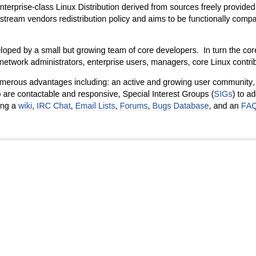 nterprise-class Linux Distribution derived from sources freely provided
stream vendors redistribution policy and aims to be functionally compa
loped by a small but growing team of core developers. In turn the core
network administrators, enterprise users, managers, core Linux contrib
merous advantages including: an active and growing user community,
are contactable and responsive, Special Interest Groups (SIGs) to ad
ng a wiki, IRC Chat, Email Lists, Forums, Bugs Database, and an FAQ